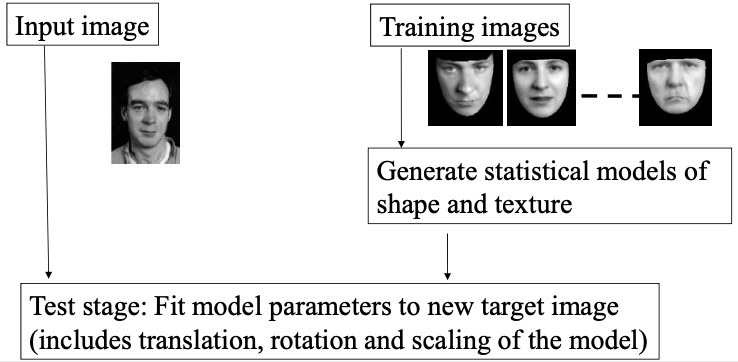 Input image
Training images
Generate statistical models of
shape and texture
Test stage: Fit model parameters to new target image
(includes translation, rotation and scaling of the model)